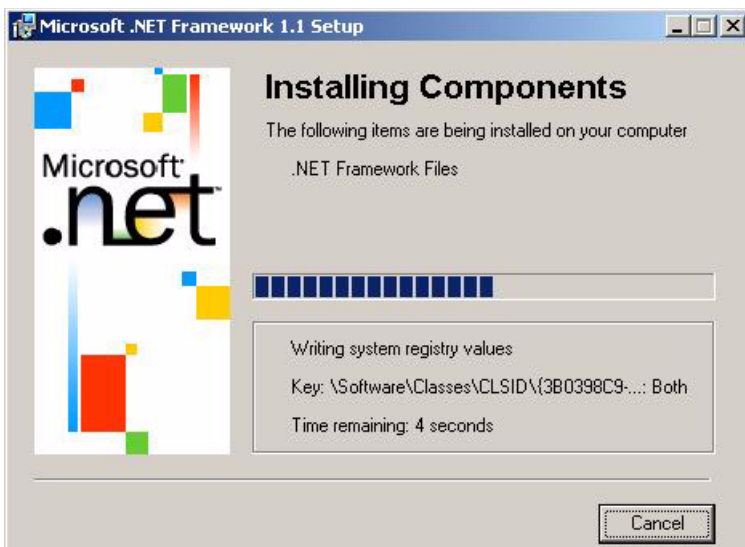 Microsoft .NET Framework 1.1 Setup
Microsoft
.net
Installing Components
The following items are being installed on your computer
.NET Framework Files
Writing system registry values
Key: \Software\Classes\CLSID\{3B0398C9-...: Both
Time remaining: 4 seconds
Cancel